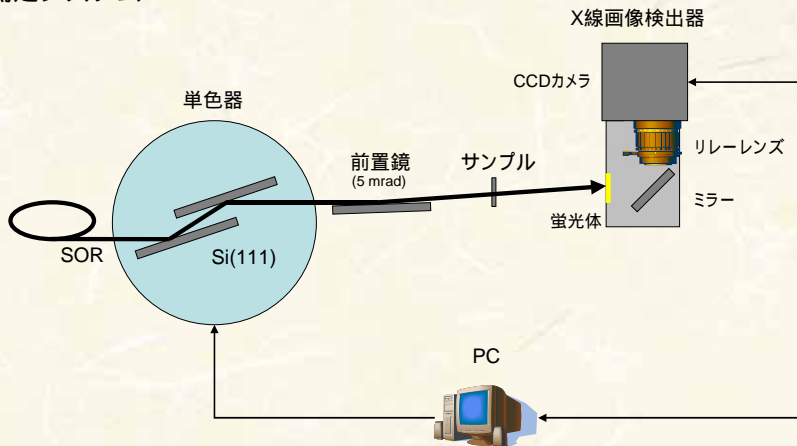 X線画像検出器
CCDカメラ
単色器
リレーレンズ
前置鏡
(5 mrad)
サンプル
ミラー
蛍光体
SOR
Si(111)
PC